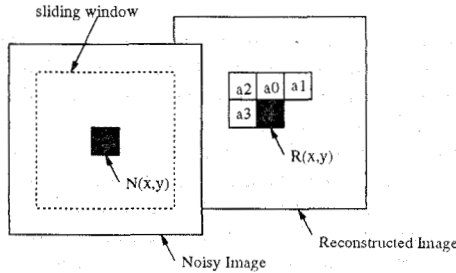 sliding window
a2 a0 a1
a3
N(x,y)
R(x,y)
Reconstructed Image
Noisy Image